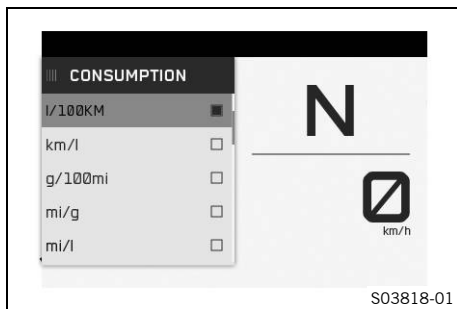 CONSUMPTION
l/100KM
km/l
g/100mi
mi/g
mi/l
N
0
km/h
S03818-01